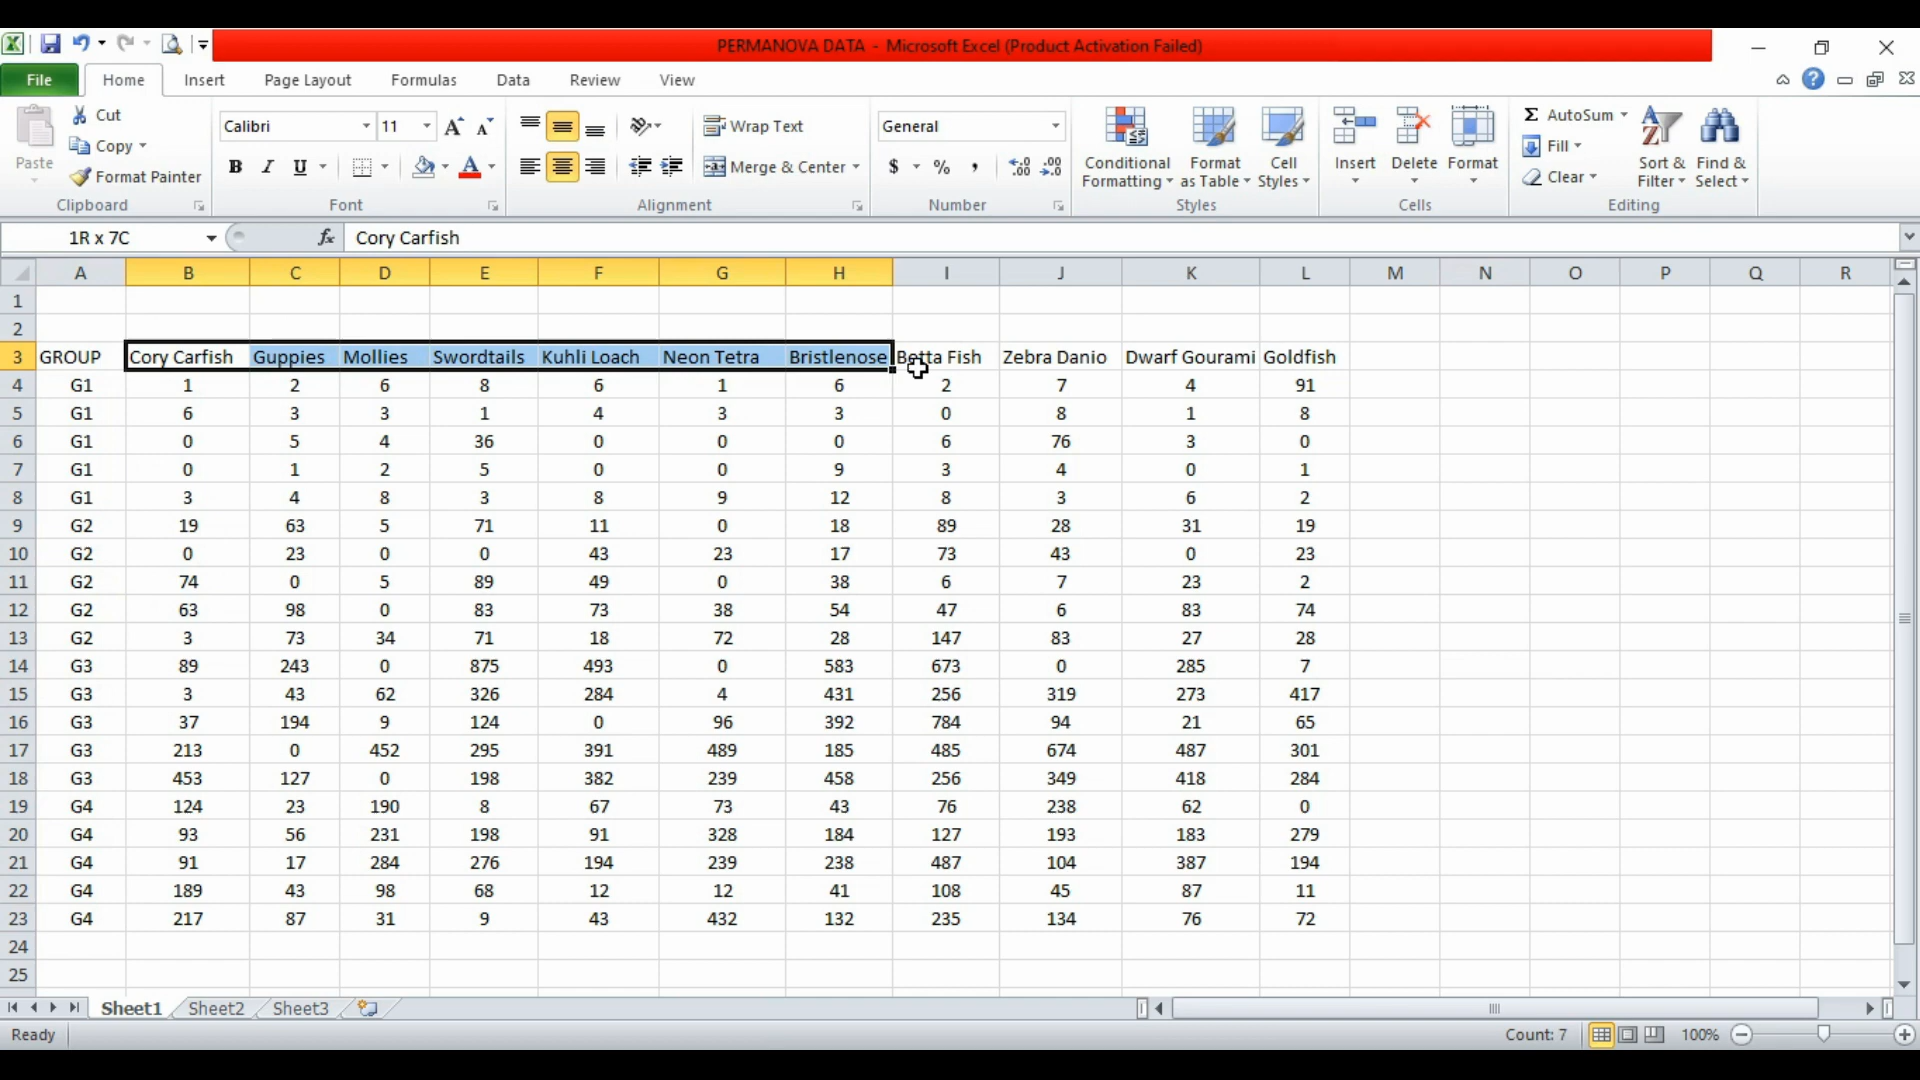 PERMANOVA DATA - Microsoft Excel (Product Activation Failed)
File Home Insert Page Layout Formulas Data Review View
Paste Cut Copy Format Painter
Calibri 11 B I U
Wrap Text Merge & Center
General $ % ,
Conditional Formatting Format as Table Cell Styles
Insert Delete Format
Σ AutoSum Fill Clear Sort & Filter Find & Select
Clipboard Font Alignment Number Styles Cells Editing
1R x 7C fx Cory Carfish
A B C D E F G H I J K L M N O P Q R
1
2
3 GROUP Cory Carfish Guppies Mollies Swordtails Kuhli Loach Neon Tetra Bristlenose Betta Fish Zebra Danio Dwarf Gourami Goldfish
4 G1 1 2 6 8 6 1 6 2 7 4 91
5 G1 6 3 3 1 4 3 3 0 8 1 8
6 G1 0 5 4 36 0 0 0 6 76 3 0
7 G1 0 1 2 5 0 0 9 3 4 0 1
8 G1 3 4 8 3 8 9 12 8 3 6 2
9 G2 19 63 5 71 11 0 18 89 28 31 19
10 G2 0 23 0 0 43 23 17 73 43 0 23
11 G2 74 0 5 89 49 0 38 6 7 23 2
12 G2 63 98 0 83 73 38 54 47 6 83 74
13 G2 3 73 34 71 18 72 28 147 83 27 28
14 G3 89 243 0 875 493 0 583 673 0 285 7
15 G3 3 43 62 326 284 4 431 256 319 273 417
16 G3 37 194 9 124 0 96 392 784 94 21 65
17 G3 213 0 452 295 391 489 185 485 674 487 301
18 G3 453 127 0 198 382 239 458 256 349 418 284
19 G4 124 23 190 8 67 73 43 76 238 62 0
20 G4 93 56 231 198 91 328 184 127 193 183 279
21 G4 91 17 284 276 194 239 238 487 104 387 194
22 G4 189 43 98 68 12 12 41 108 45 87 11
23 G4 217 87 31 9 43 432 132 235 134 76 72
24
25
Sheet1 Sheet2 Sheet3
Ready Count: 7 100%